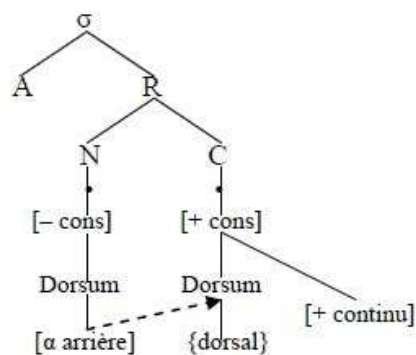 σ
A R
N C
[– cons] [+ cons]
Dorsum Dorsum
[+ continu]
[α arrière] {dorsal}